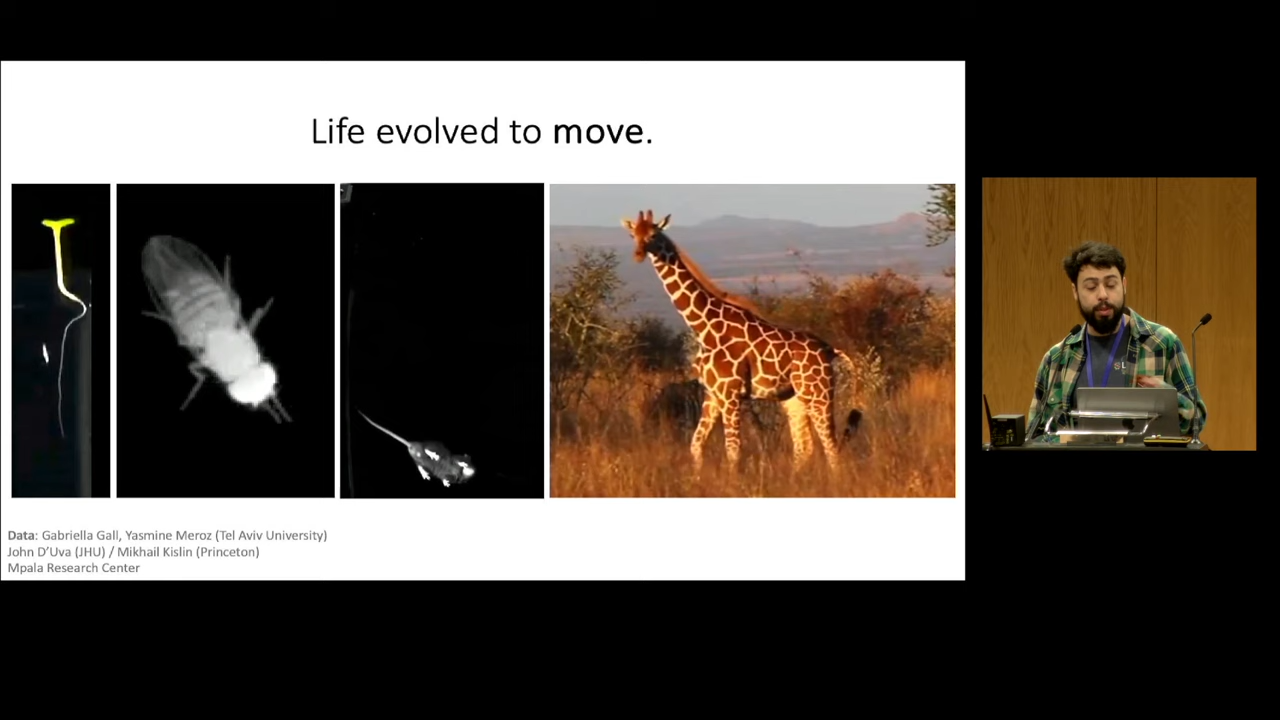 Life evolved to move.
Data: Gabriella Gall, Yasmine Meroz (Tel Aviv University)
John D'Uva (JHU) / Mikhail Kislin (Princeton)
Mpala Research Center